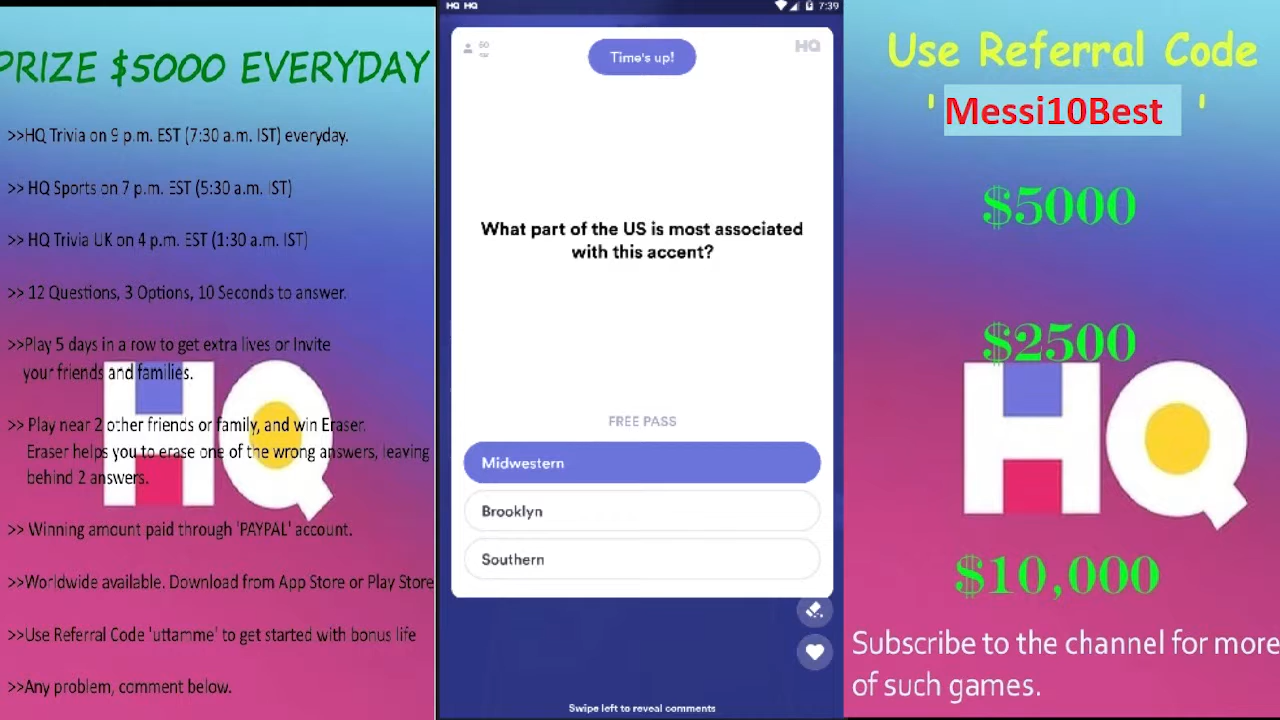 PRIZE $5000 EVERYDAY
>>HQ Trivia on 9 p.m. EST (7:30 a.m. IST) everyday.
>> HQ Sports on 7 p.m. EST (5:30 a.m. IST)
>> HQ Trivia UK on 4 p.m. EST (1:30 a.m. IST)
>> 12 Questions, 3 Options, 10 Seconds to answer.
>>Play 5 days in a row to get extra lives or Invite
your friends and families.
>> Play near 2 other friends or family, and win Eraser.
Eraser helps you to erase one of the wrong answers, leaving
behind 2 answers.
>> Winning amount paid through 'PAYPAL' account.
>>Worldwide available. Download from App Store or Play Store
>>Use Referral Code 'uttamme' to get started with bonus life
>>Any problem, comment below.
HQ
HQ HQ
7:39
50
Time's up!
HQ
What part of the US is most associated
with this accent?
FREE PASS
Midwestern
Brooklyn
Southern
Swipe left to reveal comments
Use Referral Code
' Messi10Best '
$5000
$2500
HQ
$10,000
Subscribe to the channel for more
of such games.